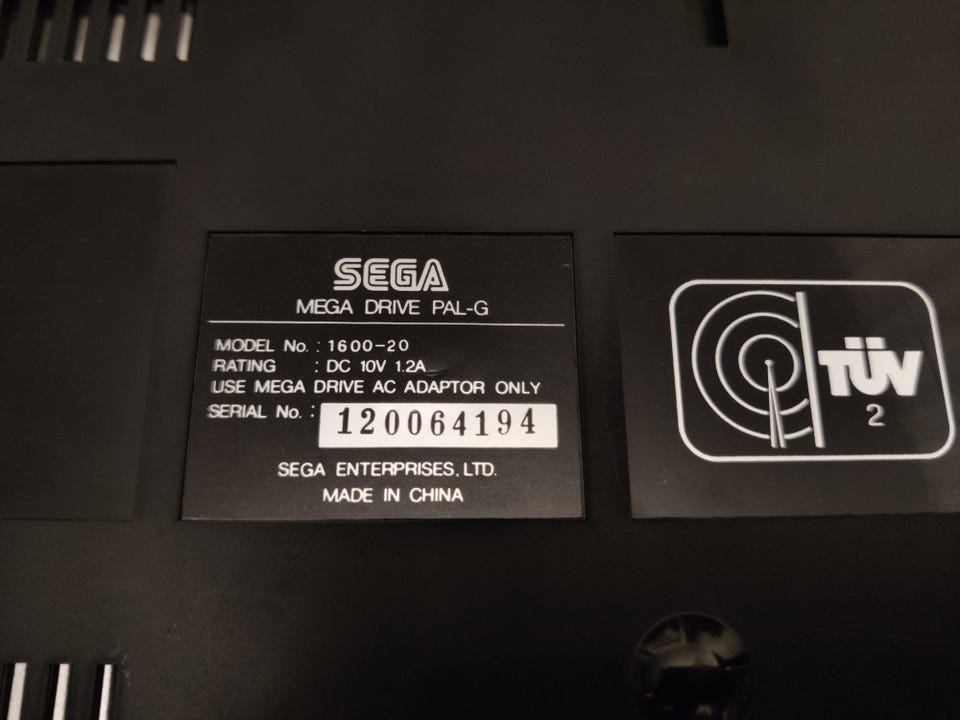 SEGA
MEGA DRIVE PAL-G
MODEL No. : 1600-20
RATING : DC 10V 1.2A
USE MEGA DRIVE AC ADAPTOR ONLY
SERIAL No. : 120064194
SEGA ENTERPRISES, LTD.
MADE IN CHINA
TÜV
2